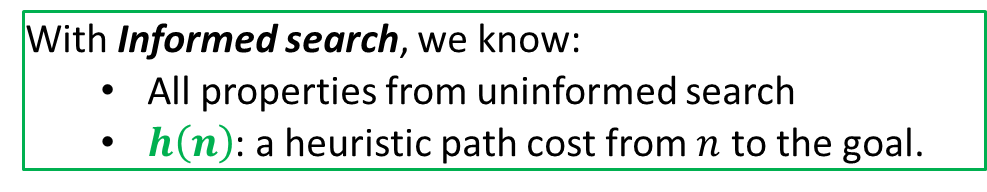 With Informed search, we know:
• All properties from uninformed search
• h(n): a heuristic path cost from n to the goal.